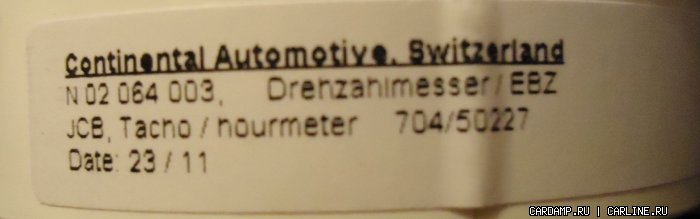 Continental Automotive, Switzerland
N 02 064 003, Drehzahlmesser / EBZ
JCB, Tacho / hourmeter 704/50227
Date: 23 / 11
CARDAMP.RU | CARLINE.RU